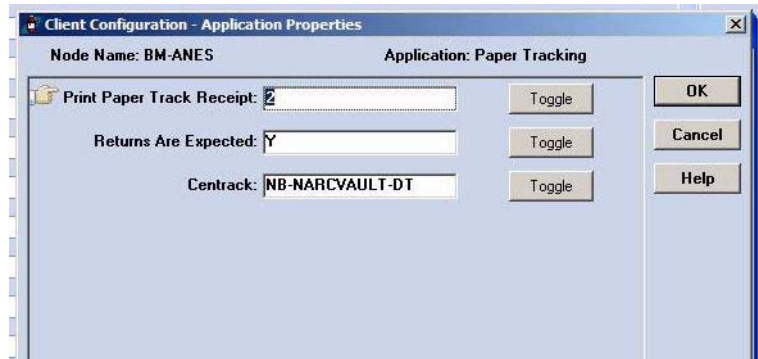 Client Configuration - Application Properties
Node Name: BM-ANES Application: Paper Tracking
Print Paper Track Receipt: 2 Toggle OK
Returns Are Expected: Y Toggle Cancel
Centrack: NB-NARCVAULT-DT Toggle Help